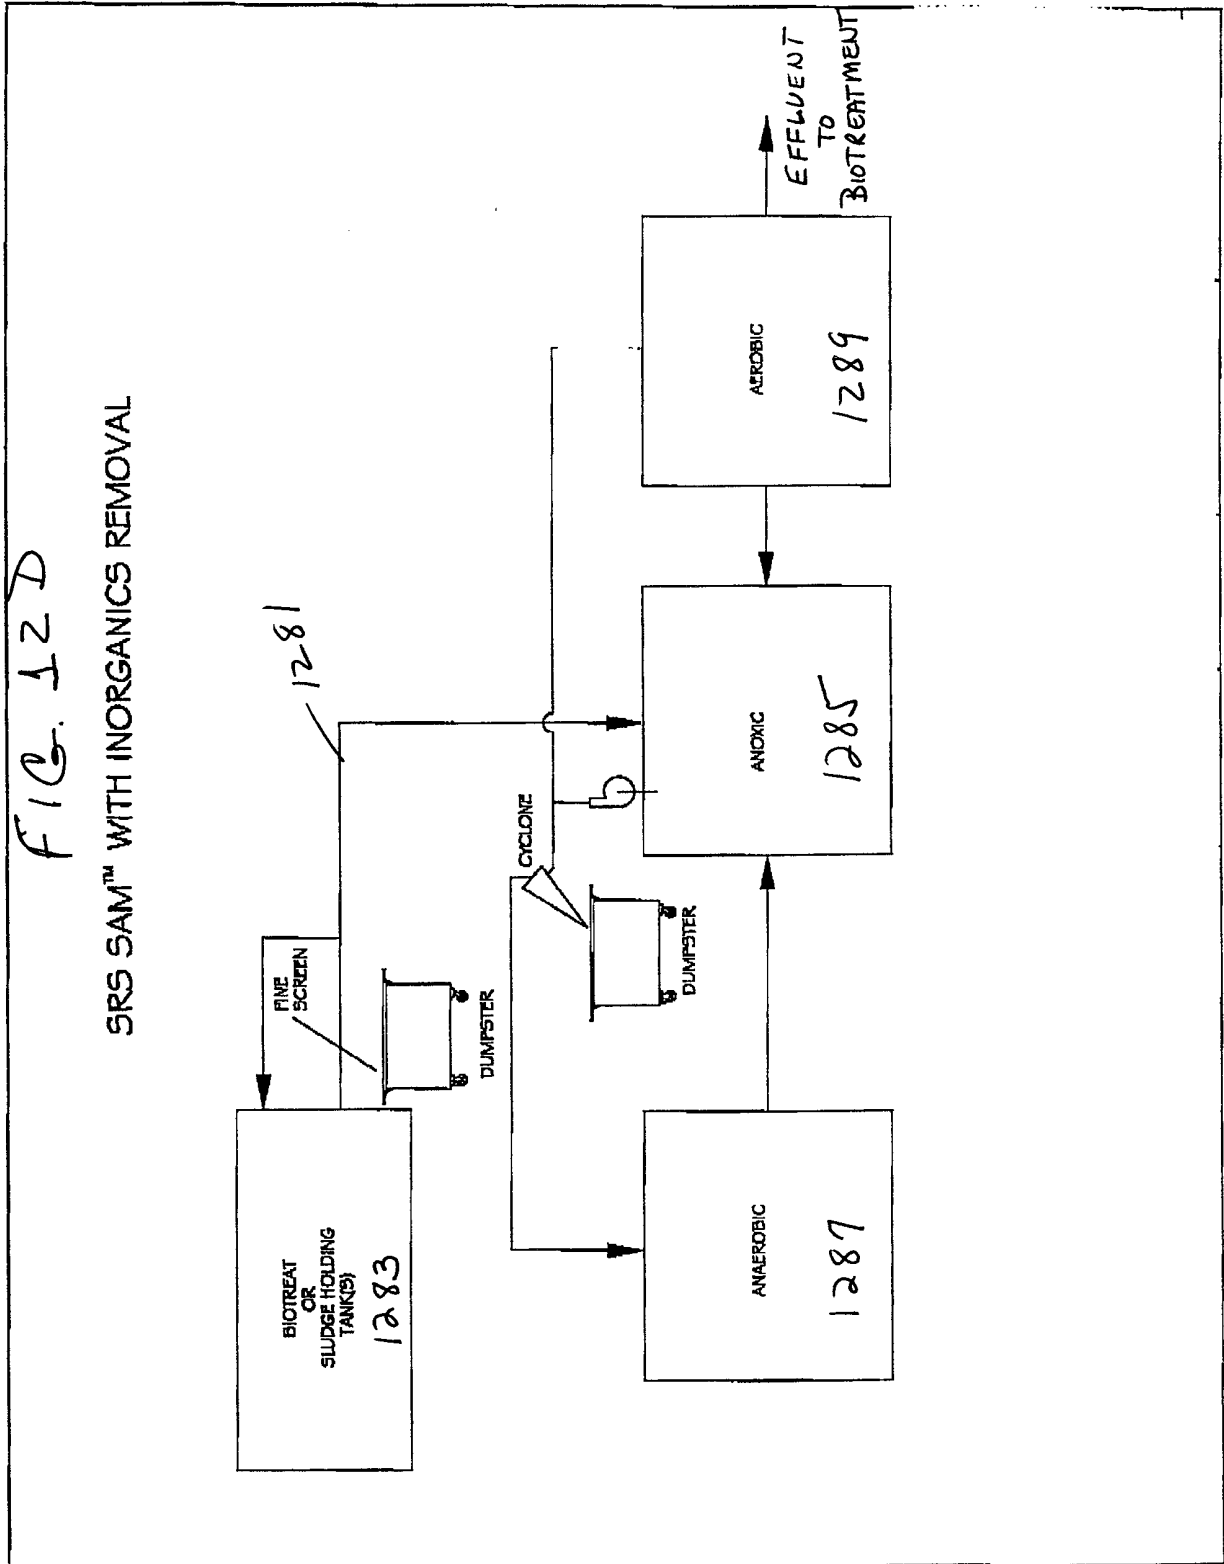 FIG. 12D
SRS SAM™ WITH INORGANICS REMOVAL
BIOTREAT
OR
SLUDGE HOLDING
TANK(S)
1283
FINE
SCREEN
1281
DUMPSTER
CYCLONE
DUMPSTER
ANAEROBIC
1287
ANOXIC
1285
AEROBIC
1289
EFFLUENT
TO
BIOTREATMENT